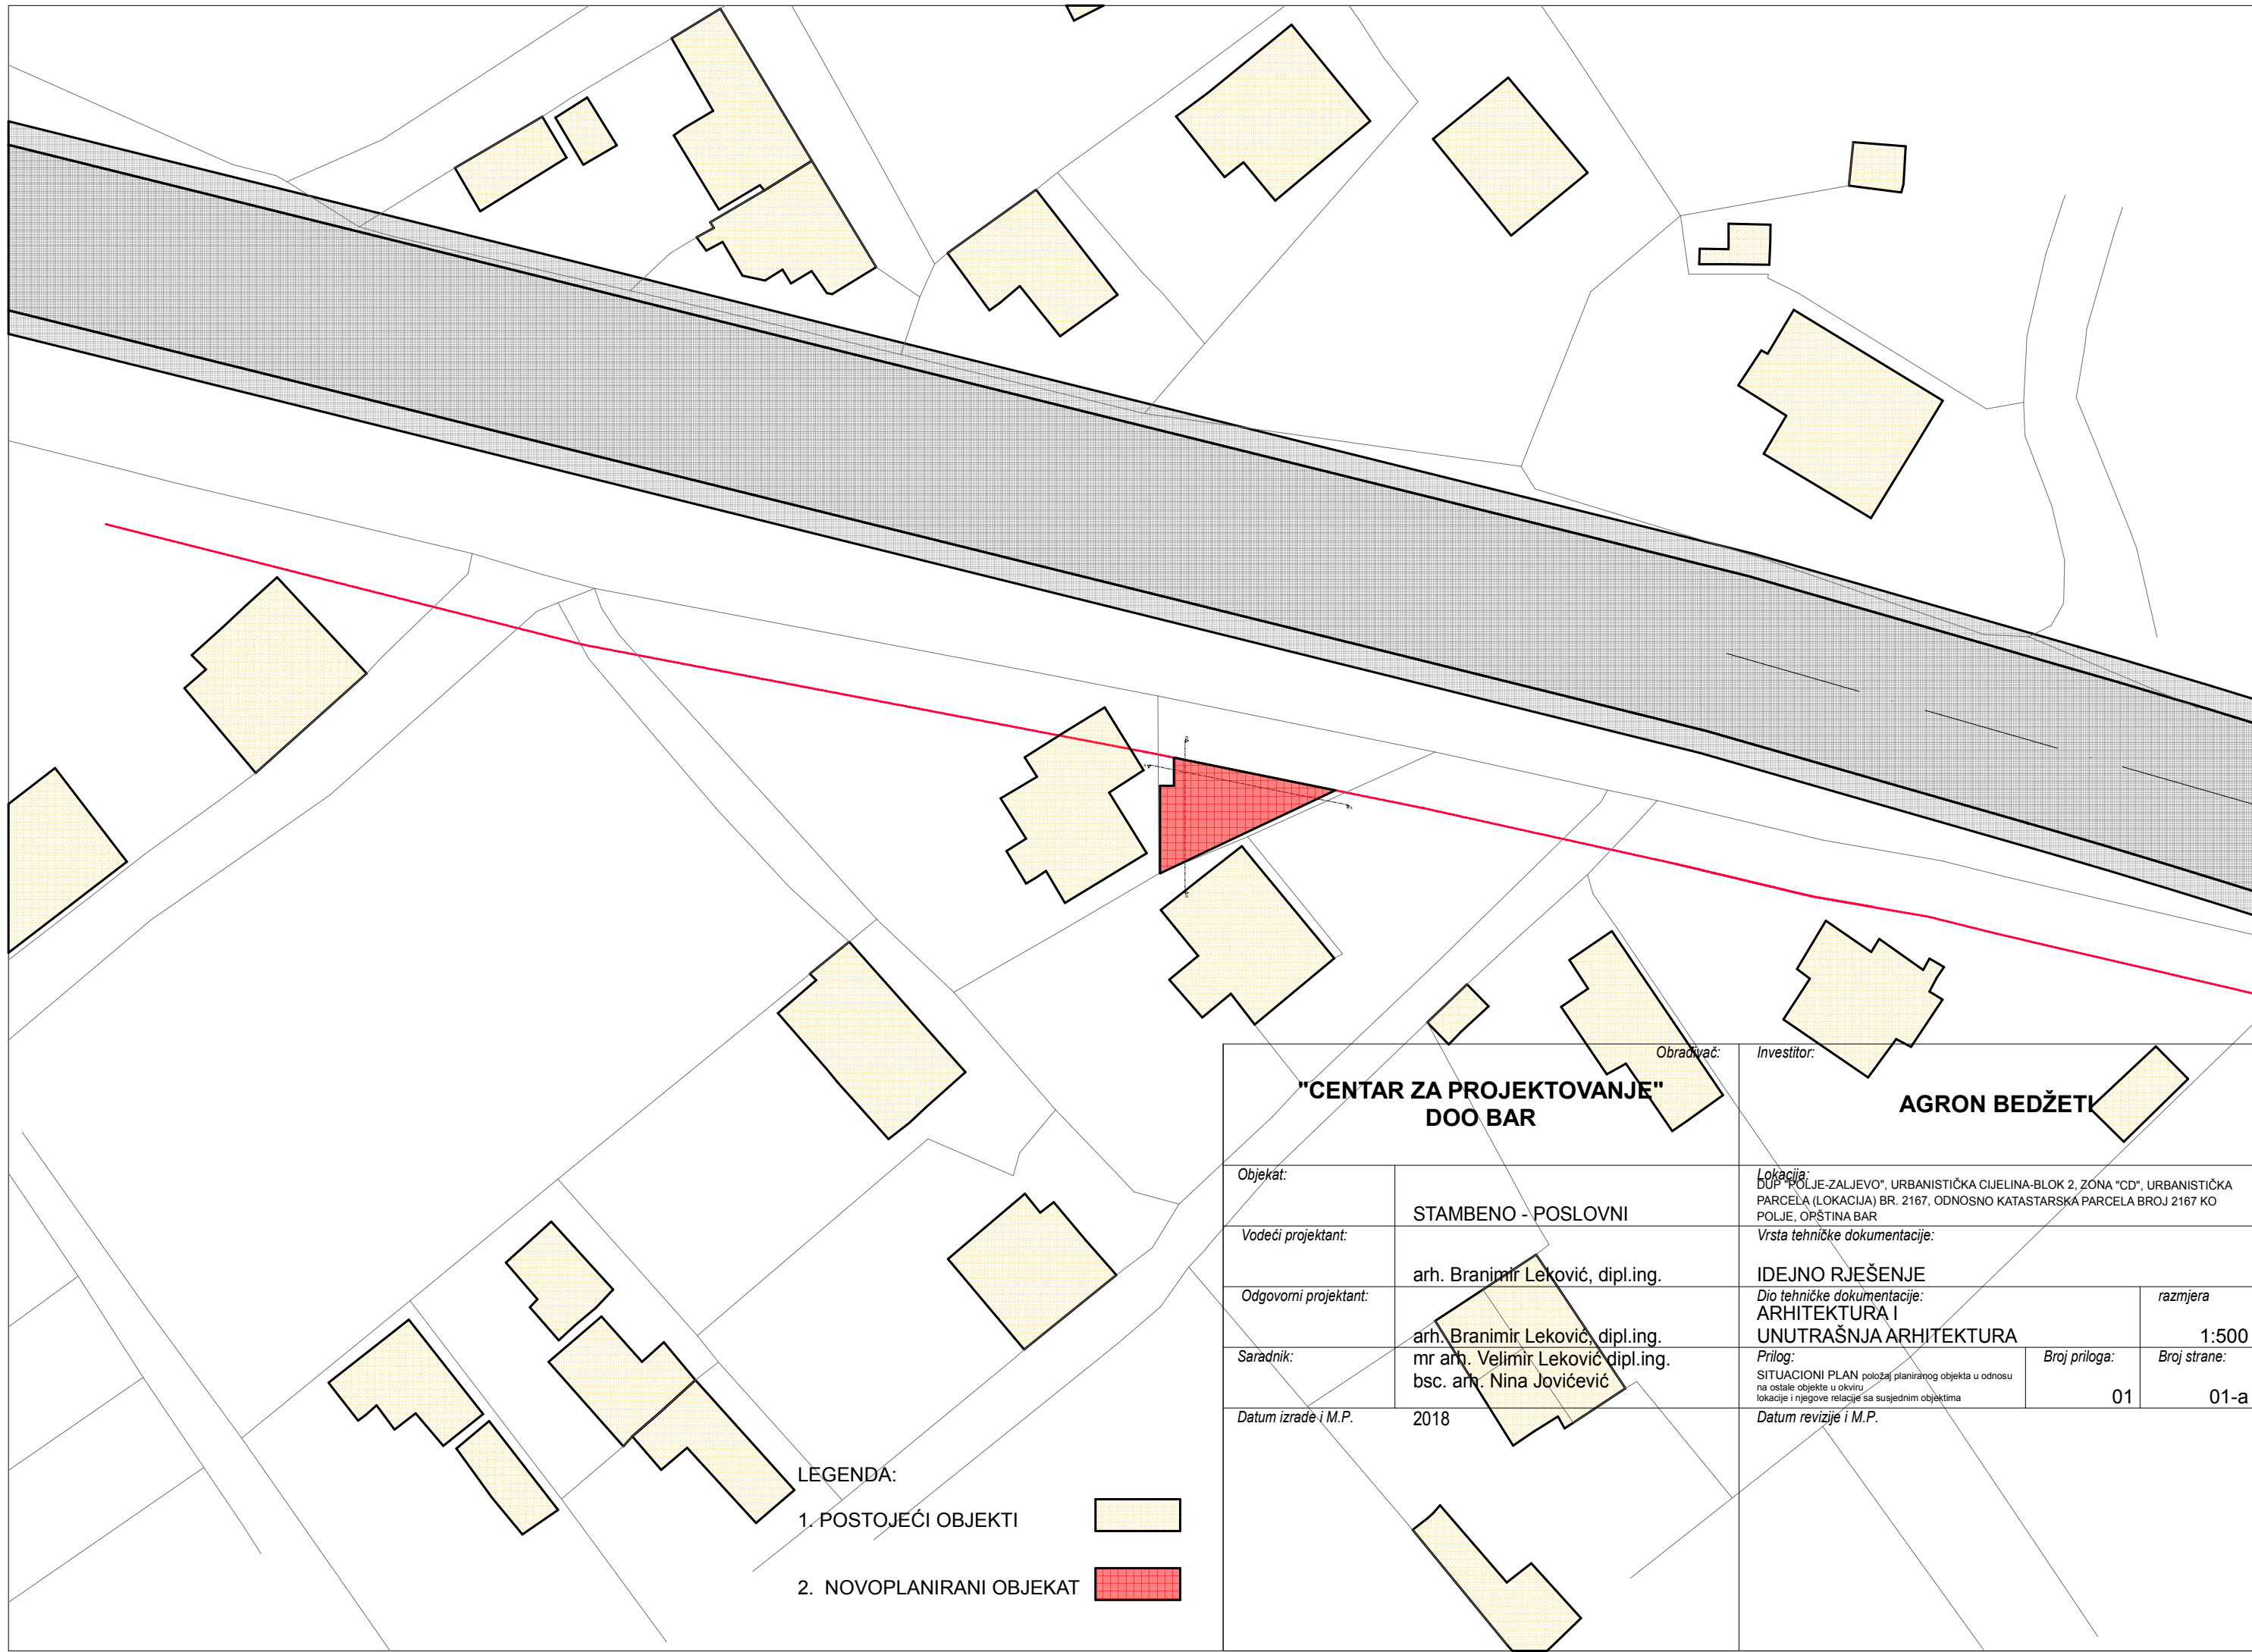 Obrađivač:
"CENTAR ZA PROJEKTOVANJE"
DOO BAR
Investitor:
AGRON BEDŽETI
Objekat:
STAMBENO - POSLOVNI
Lokacija:
DUP "POLJE-ZALJEVO", URBANISTIČKA CIJELINA-BLOK 2, ZONA "CD", URBANISTIČKA
PARCELA (LOKACIJA) BR. 2167, ODNOSNO KATASTARSKA PARCELA BROJ 2167 KO
POLJE, OPŠTINA BAR
Vodeći projektant:
arh. Branimir Leković, dipl.ing.
Vrsta tehničke dokumentacije:
IDEJNO RJEŠENJE
Odgovorni projektant:
arh. Branimir Leković, dipl.ing.
Dio tehničke dokumentacije:
ARHITEKTURA I
UNUTRAŠNJA ARHITEKTURA
razmjera
1:500
Saradnik:
mr arh. Velimir Leković dipl.ing.
bsc. arh. Nina Jovićević
Prilog:
SITUACIONI PLAN položaj planiranog objekta u odnosu
na ostale objekte u okviru
lokacije i njegove relacije sa susjednim objektima
Broj priloga:
01
Broj strane:
01-a
Datum izrade i M.P.
2018
Datum revizije i M.P.
LEGENDA:
1. POSTOJEĆI OBJEKTI
2. NOVOPLANIRANI OBJEKAT